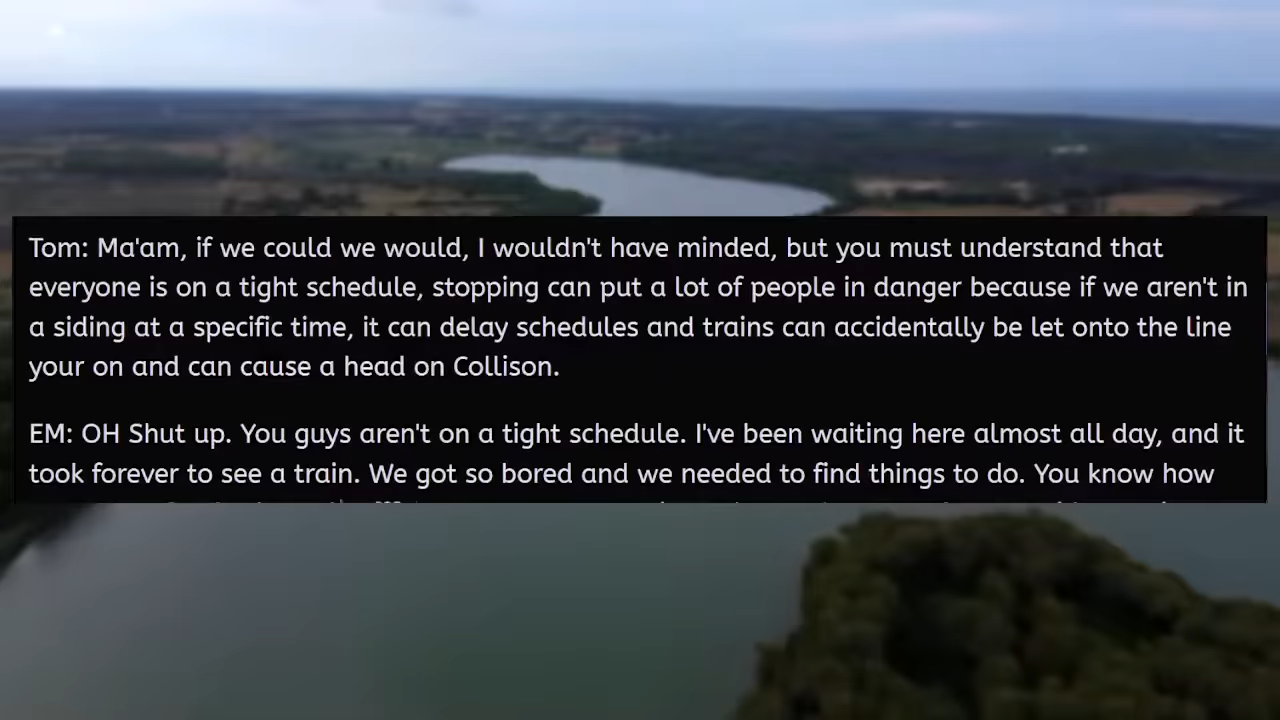 Tom: Ma'am, if we could we would, I wouldn't have minded, but you must understand that
everyone is on a tight schedule, stopping can put a lot of people in danger because if we aren't in
a siding at a specific time, it can delay schedules and trains can accidentally be let onto the line
your on and can cause a head on Collison.
EM: OH Shut up. You guys aren't on a tight schedule. I've been waiting here almost all day, and it
took forever to see a train. We got so bored and we needed to find things to do. You know how